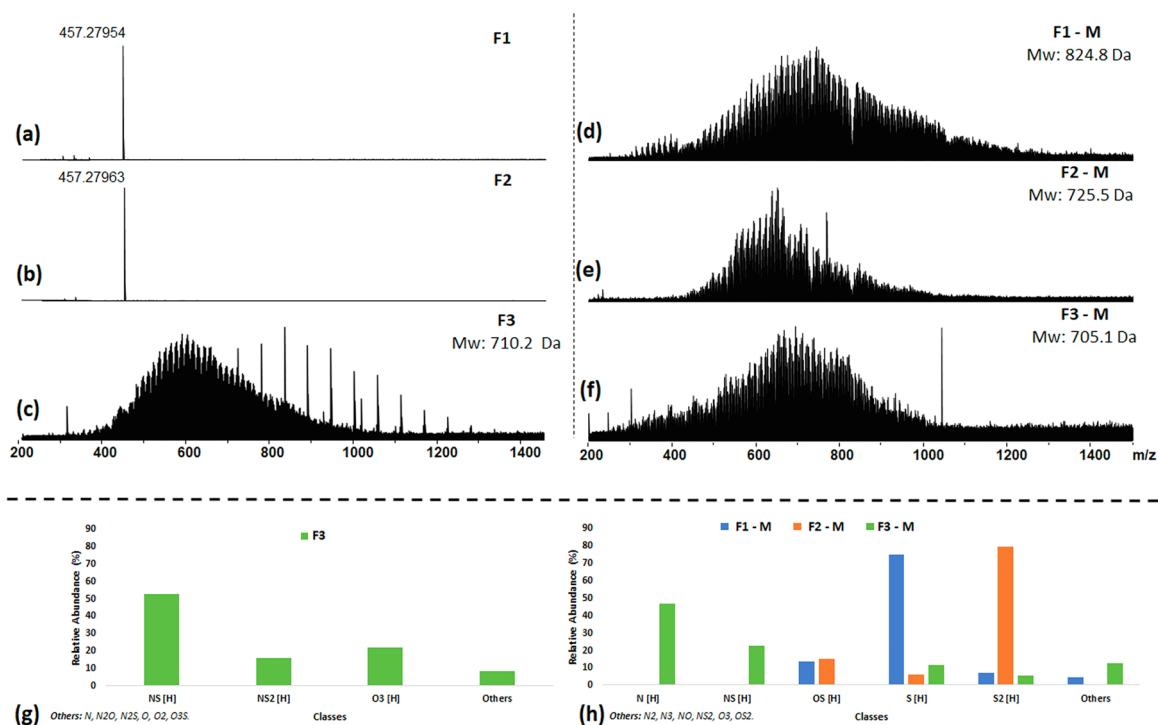 457.27954
F1
(a)
457.27963
F2
(b)
F3
Mw: 710.2 Da
(c)
200 400 600 800 1000 1200 1400
F1 - M
Mw: 824.8 Da
(d)
F2 - M
Mw: 725.5 Da
(e)
F3 - M
Mw: 705.1 Da
(f)
200 400 600 800 1000 1200 1400 m/z
F3
Relative Abundance (%)
90
80
70
60
50
40
30
20
10
0
NS [H] NS2 [H] O3 [H] Others
(g) Others: N, N2O, N2S, O, O2, O3S. Classes
F1 - M F2 - M F3 - M
Relative Abundance (%)
90
80
70
60
50
40
30
20
10
0
N [H] NS [H] OS [H] S [H] S2 [H] Others
(h) Others: N2, N3, NO, NS2, O3, OS2. Classes